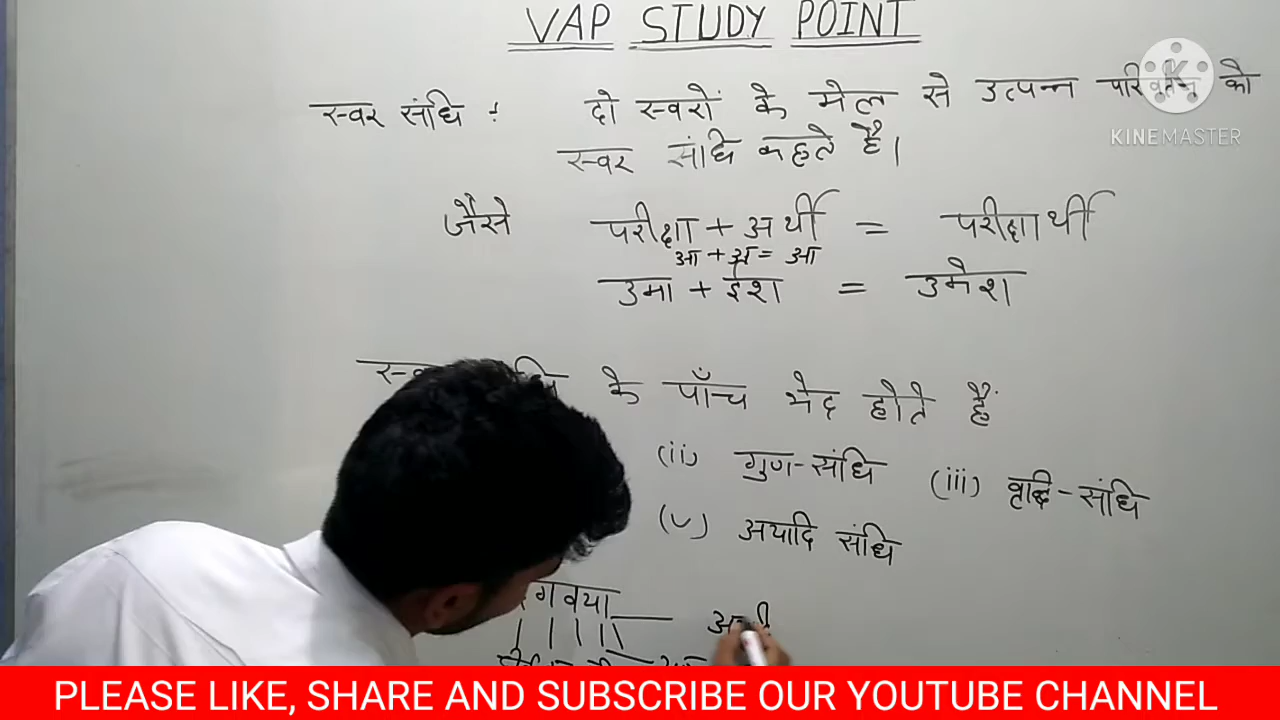 VAP STUDY POINT
स्वर संधि : दो स्वरों के मेल से उत्पन्न परिवर्तन को
KINEMASTER
स्वर संधि कहते है।
जैसे परीक्षा + अर्थी = परीक्षार्थी
आ + अ = आ
उमा + ईश = उमेश
के पाँच भेद होते हैं
(ii) गुण-संधि (iii) वृद्धि-संधि
(v) अयादि संधि
गवया
PLEASE LIKE, SHARE AND SUBSCRIBE OUR YOUTUBE CHANNEL